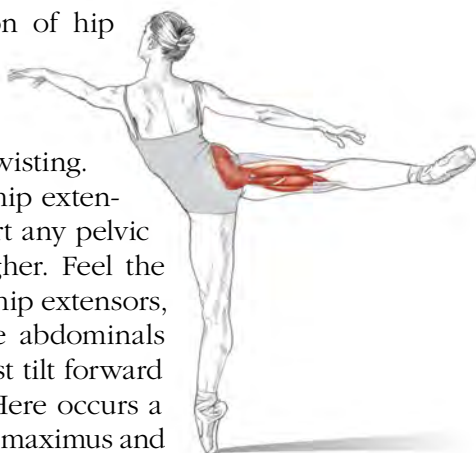 on of hip
wisting.
hip exten-
rt any pelvic
gher. Feel the
hip extensors,
e abdominals
st tilt forward
Here occurs a
maximus and